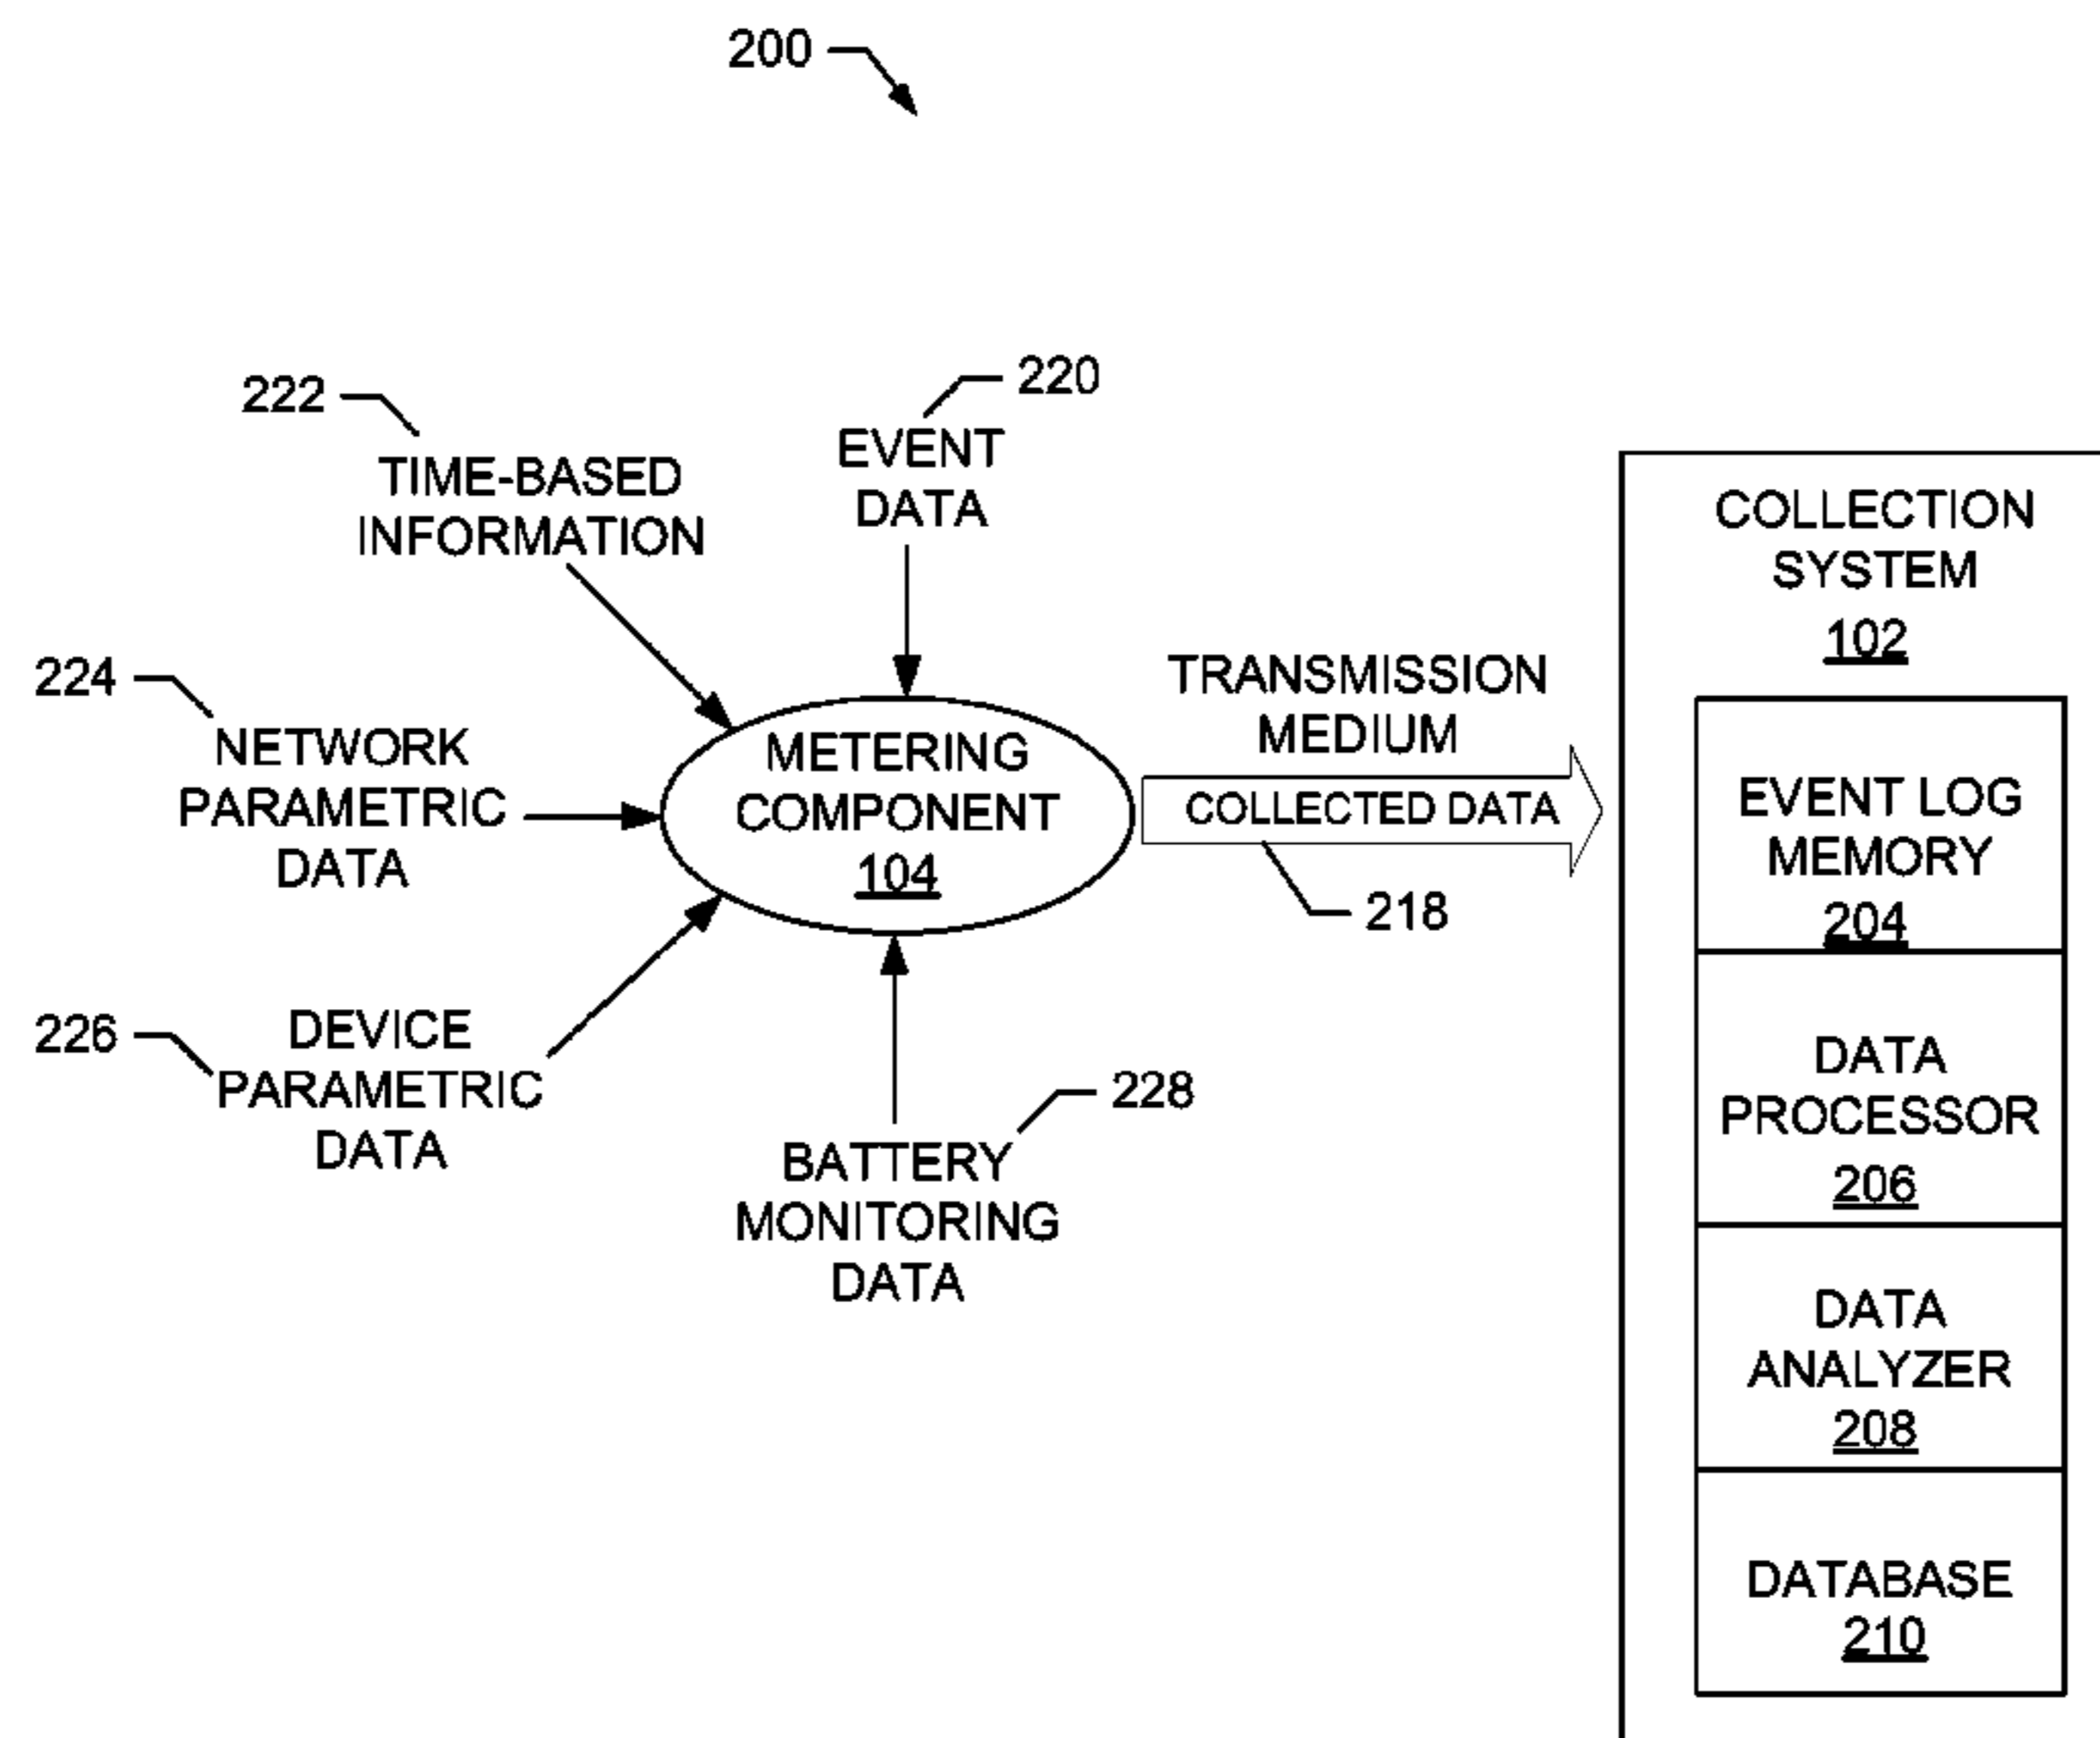 200
220
222
EVENT
DATA
TIME-BASED
INFORMATION
224
NETWORK
PARAMETRIC
DATA
METERING
COMPONENT
104
226
DEVICE
PARAMETRIC
DATA
228
BATTERY
MONITORING
DATA
TRANSMISSION
MEDIUM
COLLECTED DATA
218
COLLECTION
SYSTEM
102
EVENT LOG
MEMORY
204
DATA
PROCESSOR
206
DATA
ANALYZER
208
DATABASE
210